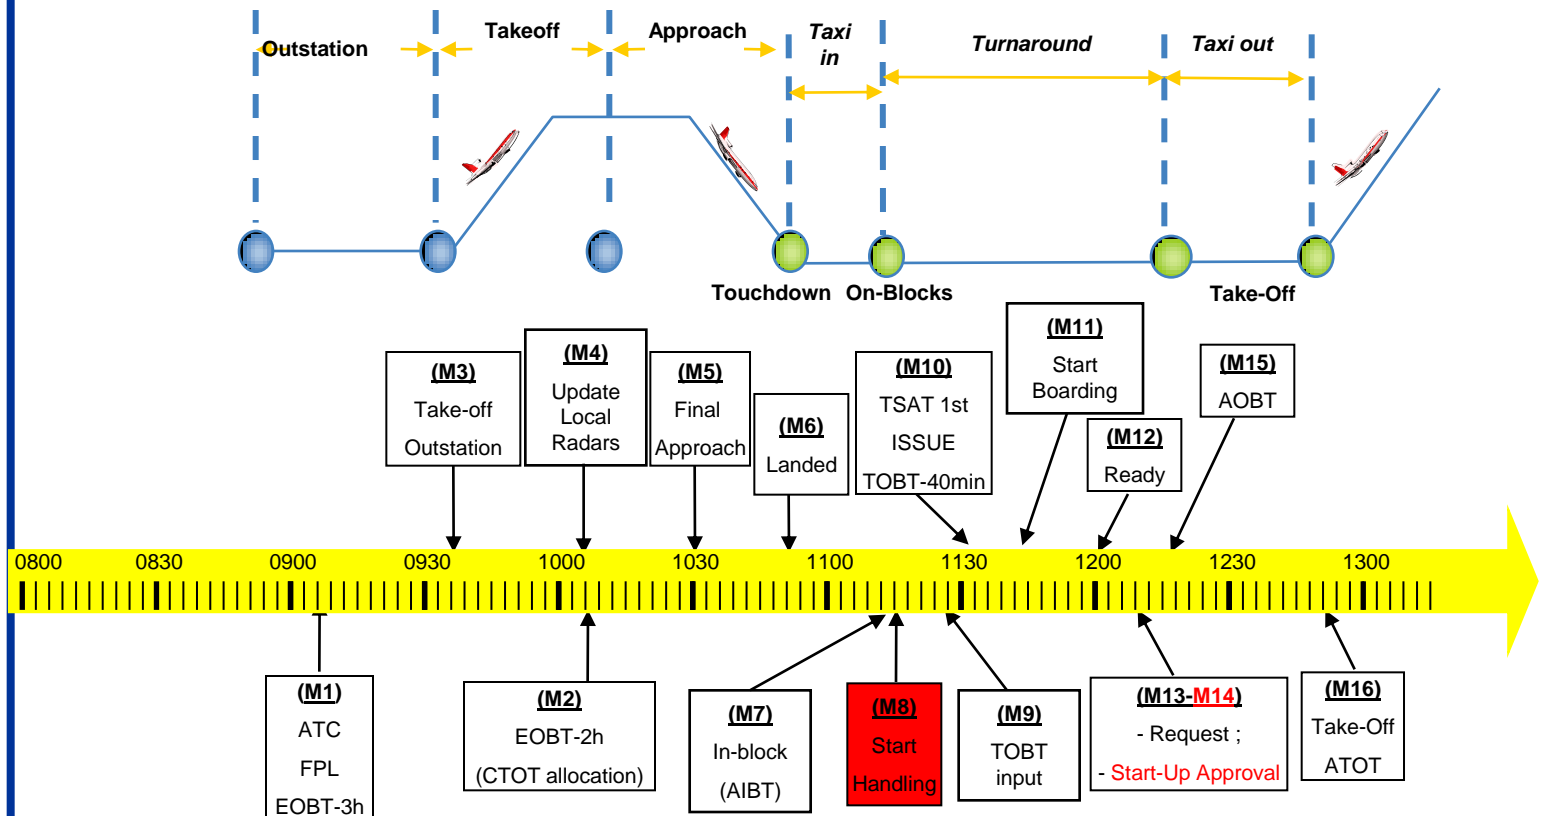 Outstation
Takeoff
Approach
Taxi
in
Turnaround
Taxi out
Touchdown
On-Blocks
Take-Off
(M3)
Take-off
Outstation
(M4)
Update
Local
Radars
(M5)
Final
Approach
(M6)
Landed
(M10)
TSAT 1st
ISSUE
TOBT-40min
(M11)
Start
Boarding
(M12)
Ready
(M15)
AOBT
0800 0830 0900 0930 1000 1030 1100 1130 1200 1230 1300
(M1)
ATC
FPL
EOBT-3h
(M2)
EOBT-2h
(CTOT allocation)
(M7)
In-block
(AIBT)
(M8)
Start
Handling
(M9)
TOBT
input
(M13-M14)
- Request ;
- Start-Up Approval
(M16)
Take-Off
ATOT